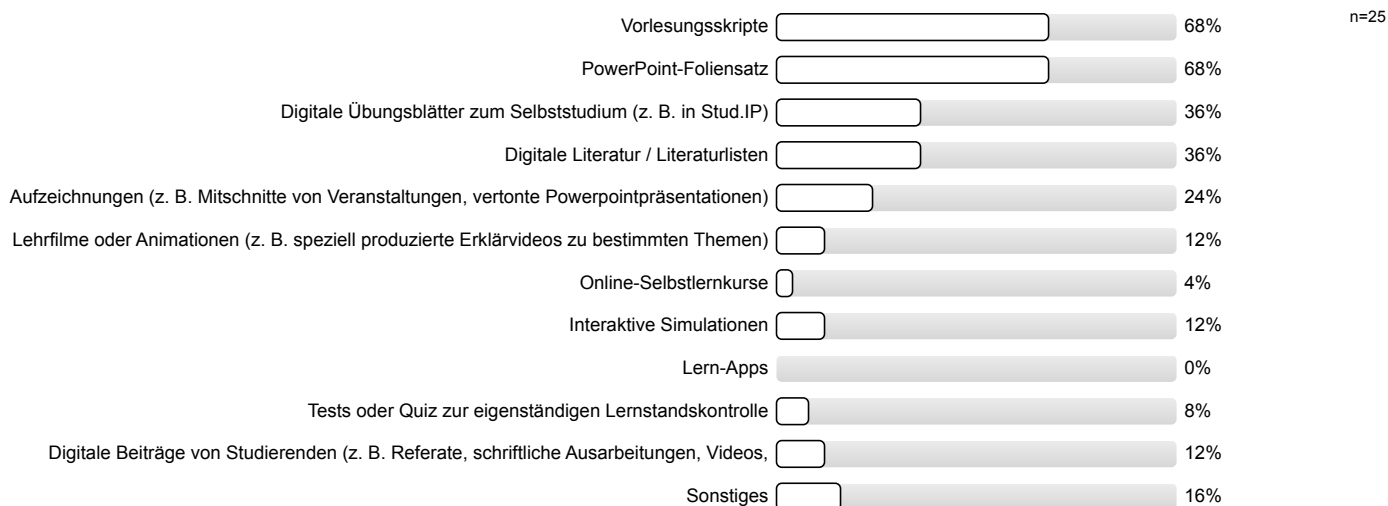 Vorlesungsskripte 68% n=25
PowerPoint-Foliensatz 68%
Digitale Übungsblätter zum Selbststudium (z. B. in Stud.IP) 36%
Digitale Literatur / Literaturlisten 36%
Aufzeichnungen (z. B. Mitschnitte von Veranstaltungen, vertonte Powerpointpräsentationen) 24%
Lehrfilme oder Animationen (z. B. speziell produzierte Erklärvideos zu bestimmten Themen) 12%
Online-Selbstlernkurse 4%
Interaktive Simulationen 12%
Lern-Apps 0%
Tests oder Quiz zur eigenständigen Lernstandskontrolle 8%
Digitale Beiträge von Studierenden (z. B. Referate, schriftliche Ausarbeitungen, Videos, 12%
Sonstiges 16%